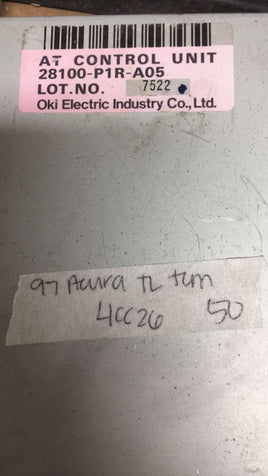 AT CONTROL UNIT
28100-P1R-A05
LOT.NO. 7522
Oki Electric Industry Co., Ltd.
97 Acura TL tcm
4CC26 50